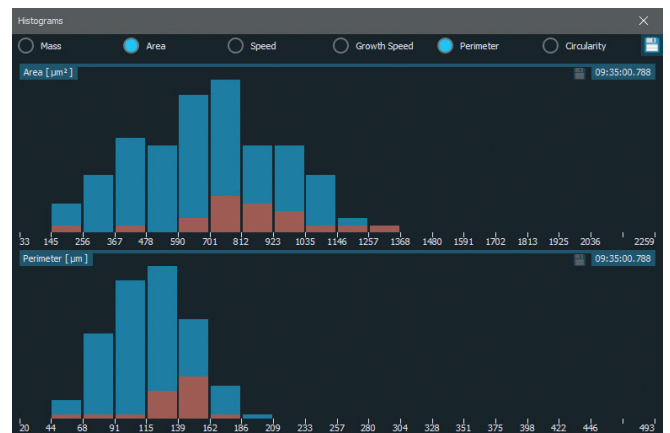 Histograms
Mass Area Speed Growth Speed Perimeter Circularity
Area [ µm² ] 09:35:00.788
33 145 256 367 478 590 701 812 923 1035 1146 1257 1368 1480 1591 1702 1813 1925 2036 2259
Perimeter [ µm ] 09:35:00.788
20 44 68 91 115 139 162 186 209 233 257 280 304 328 351 375 398 422 446 493